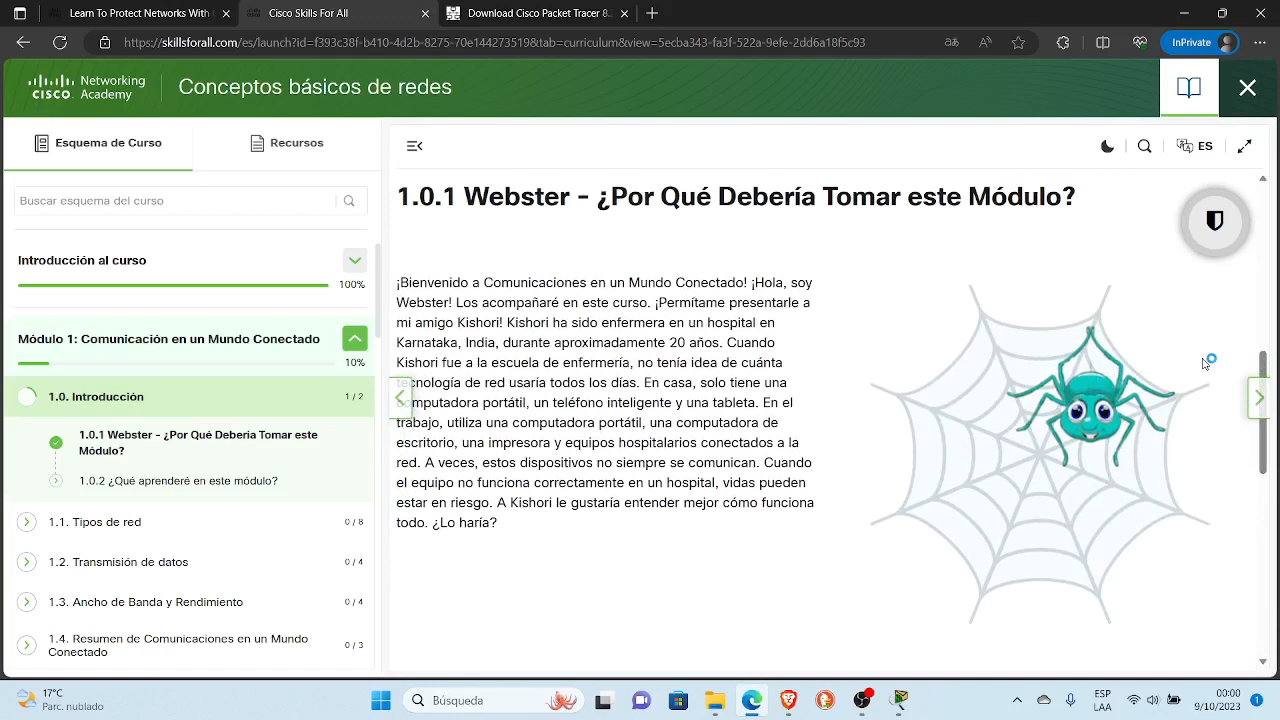 Learn To Protect Networks With
Cisco Skills For All
Download Cisco Packet Tracer 8.
https://skillsforall.com/es/launch?id=f393c38f-b410-4d2b-8275-70e144273519&tab=curriculum&view=5ecba343-fa3f-522a-9efe-2dd6a18f5c93
InPrivate
CISCO Networking Academy
Conceptos básicos de redes
Esquema de Curso
Recursos
ES
Buscar esquema del curso
Introducción al curso
100%
Módulo 1: Comunicación en un Mundo Conectado
10%
1.0. Introducción 1 / 2
1.0.1 Webster - ¿Por Qué Debería Tomar este
Módulo?
1.0.2 ¿Qué aprenderé en este módulo?
1.1. Tipos de red 0 / 8
1.2. Transmisión de datos 0 / 4
1.3. Ancho de Banda y Rendimiento 0 / 4
1.4. Resumen de Comunicaciones en un Mundo
Conectado 0 / 3
1.0.1 Webster - ¿Por Qué Debería Tomar este Módulo?
¡Bienvenido a Comunicaciones en un Mundo Conectado! ¡Hola, soy
Webster! Los acompañaré en este curso. ¡Permítame presentarle a
mi amigo Kishori! Kishori ha sido enfermera en un hospital en
Karnataka, India, durante aproximadamente 20 años. Cuando
Kishori fue a la escuela de enfermería, no tenía idea de cuánta
tecnología de red usaría todos los días. En casa, solo tiene una
computadora portátil, un teléfono inteligente y una tableta. En el
trabajo, utiliza una computadora portátil, una computadora de
escritorio, una impresora y equipos hospitalarios conectados a la
red. A veces, estos dispositivos no siempre se comunican. Cuando
el equipo no funciona correctamente en un hospital, vidas pueden
estar en riesgo. A Kishori le gustaría entender mejor cómo funciona
todo. ¿Lo haría?
17°C
Parc. nublado
Búsqueda
ESP
LAA
00:00
9/10/2023
1